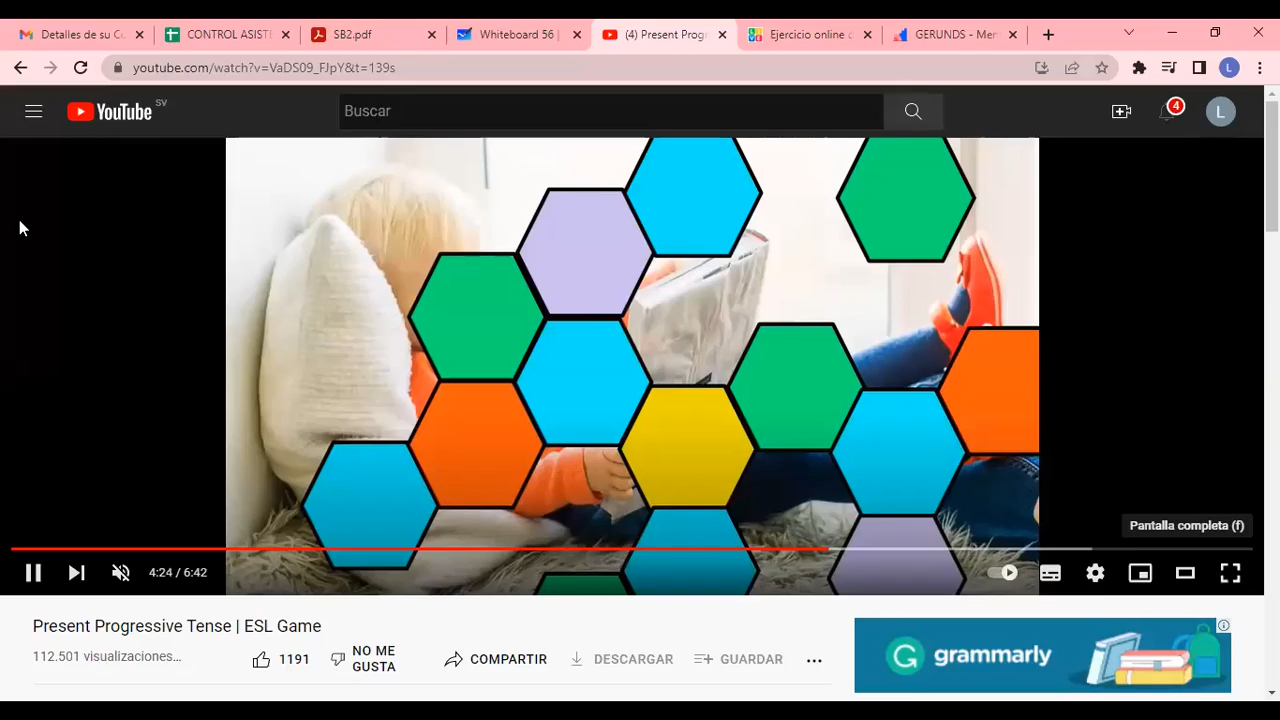 Detalles de su Cu
CONTROL ASISTE
SB2.pdf
Whiteboard 56 |
(4) Present Prog
Ejercicio online d
GERUNDS - Mer
youtube.com/watch?v=VaDS09_FJpY&t=139s
L
YouTube SV
Buscar
4
L
Pantalla completa (f)
4:24 / 6:42
Present Progressive Tense | ESL Game
112.501 visualizaciones…
1191
NO ME GUSTA
COMPARTIR
DESCARGAR
GUARDAR
grammarly